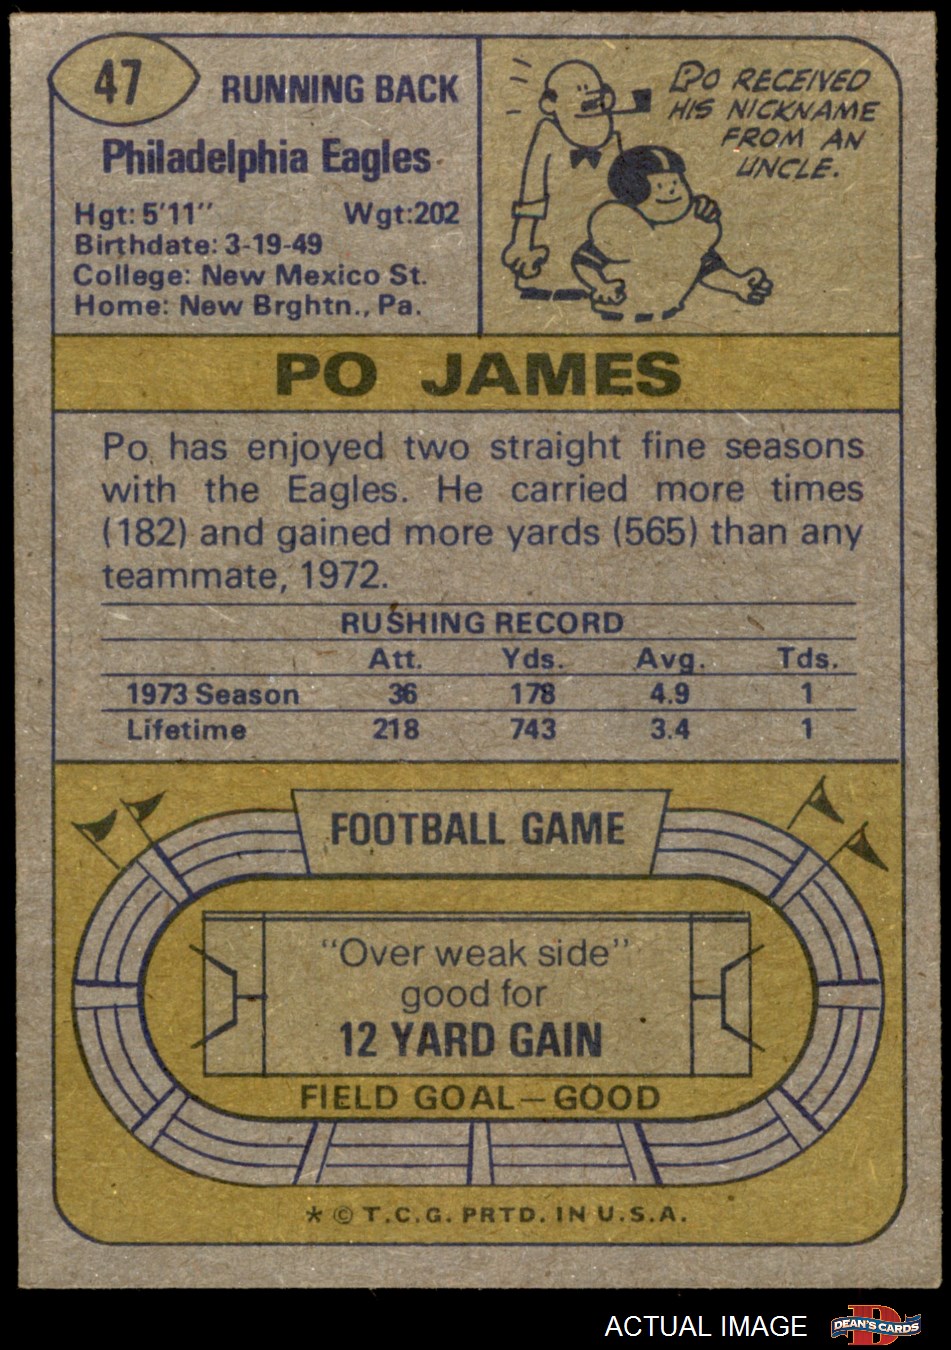 47
RUNNING BACK
Philadelphia Eagles
Hgt: 5'11" Wgt:202
Birthdate: 3-19-49
College: New Mexico St.
Home: New Brghtn., Pa.
PO RECEIVED
HIS NICKNAME
FROM AN
UNCLE.
PO JAMES
Po has enjoyed two straight fine seasons
with the Eagles. He carried more times
(182) and gained more yards (565) than any
teammate, 1972.
RUSHING RECORD
Att. Yds. Avg. Tds.
1973 Season 36 178 4.9 1
Lifetime 218 743 3.4 1
FOOTBALL GAME
"Over weak side"
good for
12 YARD GAIN
FIELD GOAL—GOOD
* © T.C.G. PRTD. IN U.S.A.
ACTUAL IMAGE
D
DEAN'S CARDS